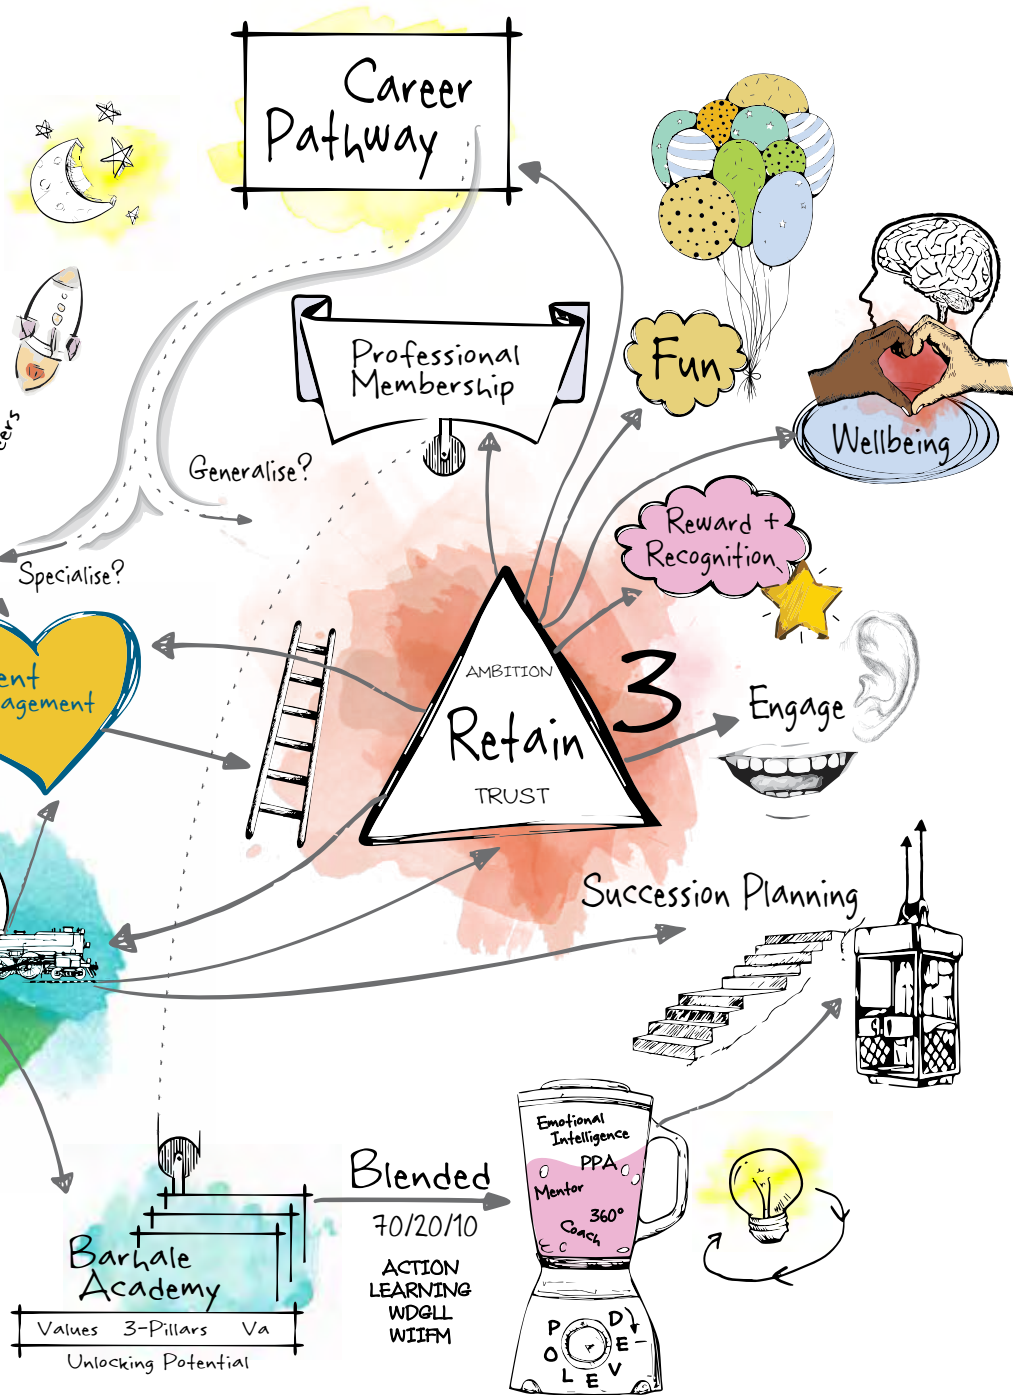 Career
Pathway
Professional
Membership
Fun
Wellbeing
Generalise?
Specialise?
Reward +
Recognition
AMBITION
Retain
TRUST
3
Engage
Succession Planning
Blended
70/20/10
ACTION
LEARNING
WDGLL
WIIFM
Emotional
Intelligence
PPA
Mentor
360°
Coach
DEVELOP
Barhale
Academy
Values 3-Pillars Va
Unlocking Potential